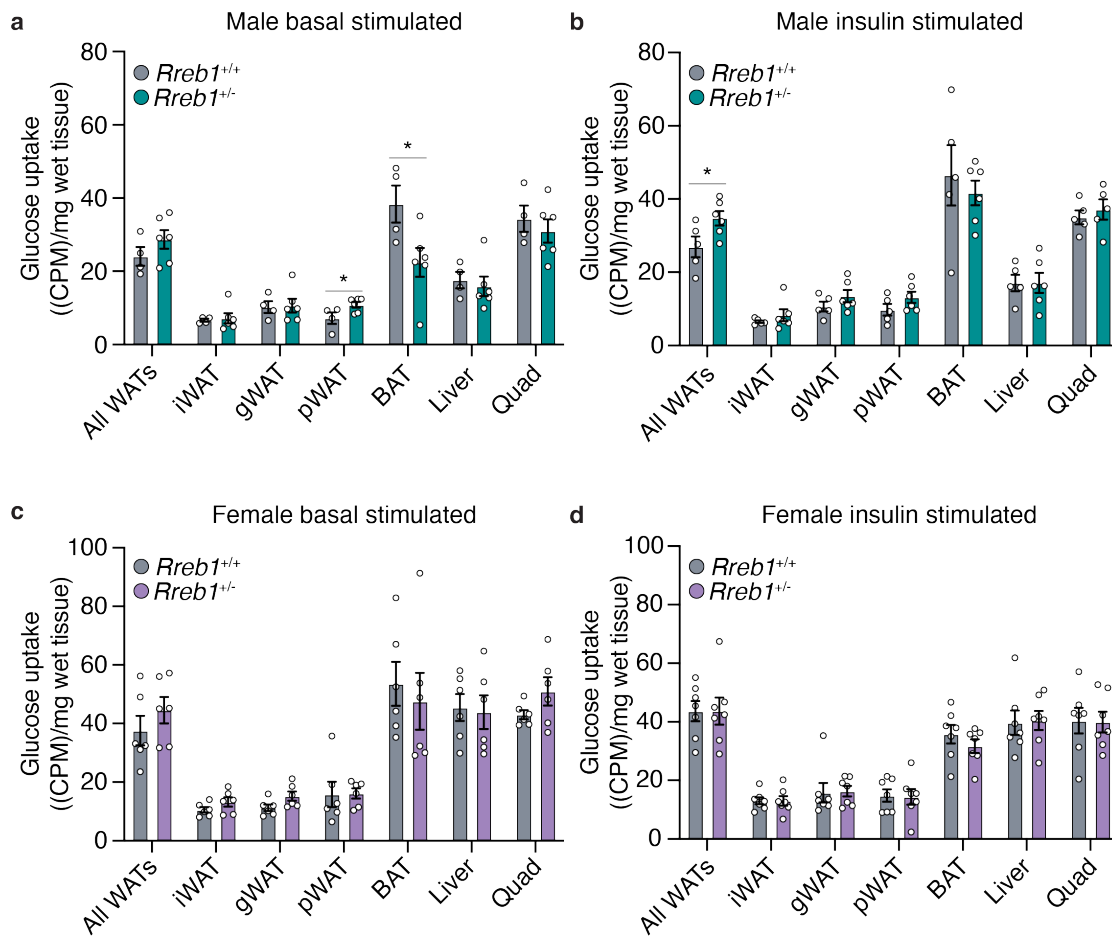 a
Male basal stimulated
Glucose uptake
((CPM)/mg wet tissue)
80
60
40
20
0
Rreb1+/+
Rreb1+/-
*
*
All WATs
iWAT
gWAT
pWAT
BAT
Liver
Quad
b
Male insulin stimulated
Glucose uptake
((CPM)/mg wet tissue)
80
60
40
20
0
Rreb1+/+
Rreb1+/-
*
All WATs
iWAT
gWAT
pWAT
BAT
Liver
Quad
c
Female basal stimulated
Glucose uptake
((CPM)/mg wet tissue)
100
80
60
40
20
0
Rreb1+/+
Rreb1+/-
All WATs
iWAT
gWAT
pWAT
BAT
Liver
Quad
d
Female insulin stimulated
Glucose uptake
((CPM)/mg wet tissue)
100
80
60
40
20
0
Rreb1+/+
Rreb1+/-
All WATs
iWAT
gWAT
pWAT
BAT
Liver
Quad